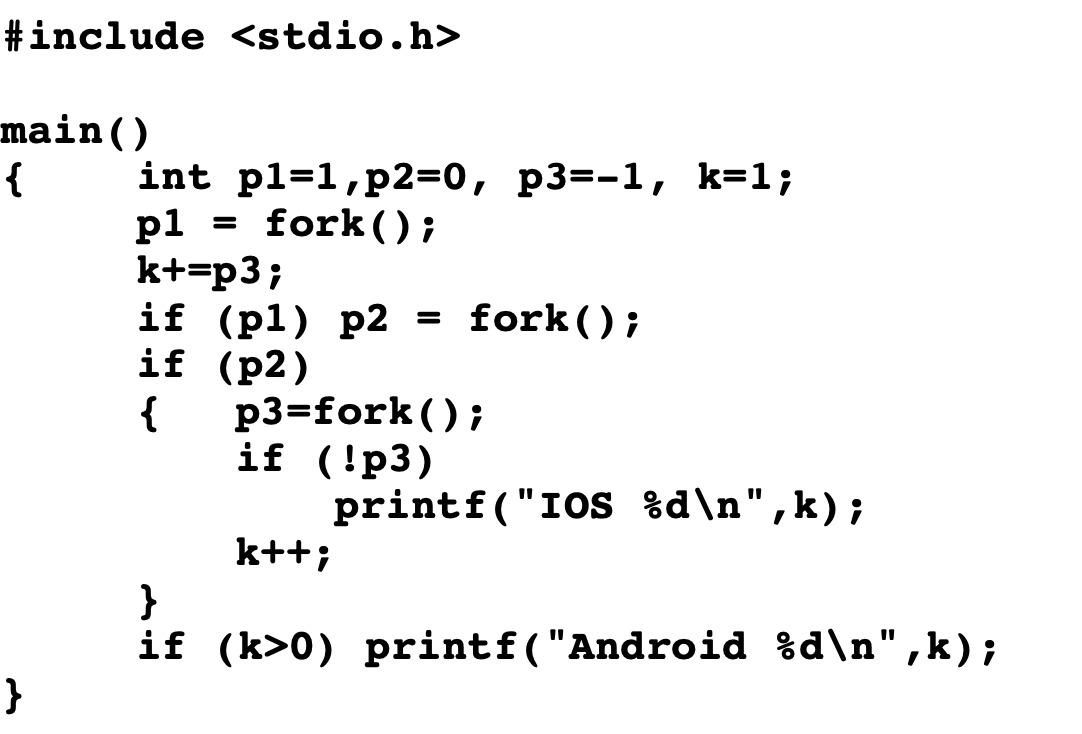 #include <stdio.h>
main()
{ int p1=1,p2=0, p3=-1, k=1;
p1 = fork();
k+=p3;
if (p1) p2 = fork();
if (p2)
{ p3=fork();
if (!p3)
printf("IOS %d\n",k);
k++;
}
if (k>0) printf("Android %d\n",k);
}